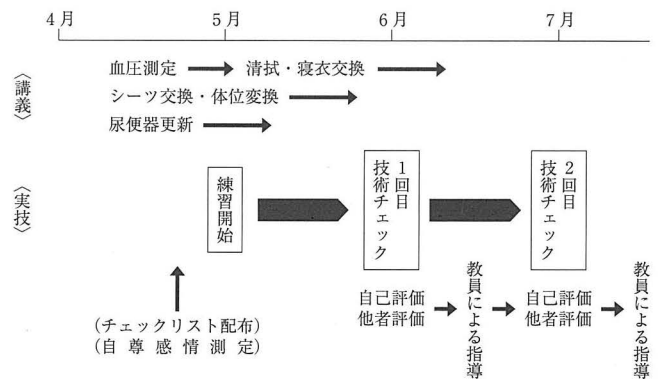 4月 5月 6月 7月
〈講義〉
血圧測定 清拭・寝衣交換
シーツ交換・体位変換
尿便器更新
〈実技〉
練習開始
1回目
技術チェック
2回目
技術チェック
(チェックリスト配布)
(自尊感情測定)
自己評価
他者評価
教員による指導
自己評価
他者評価
教員による指導